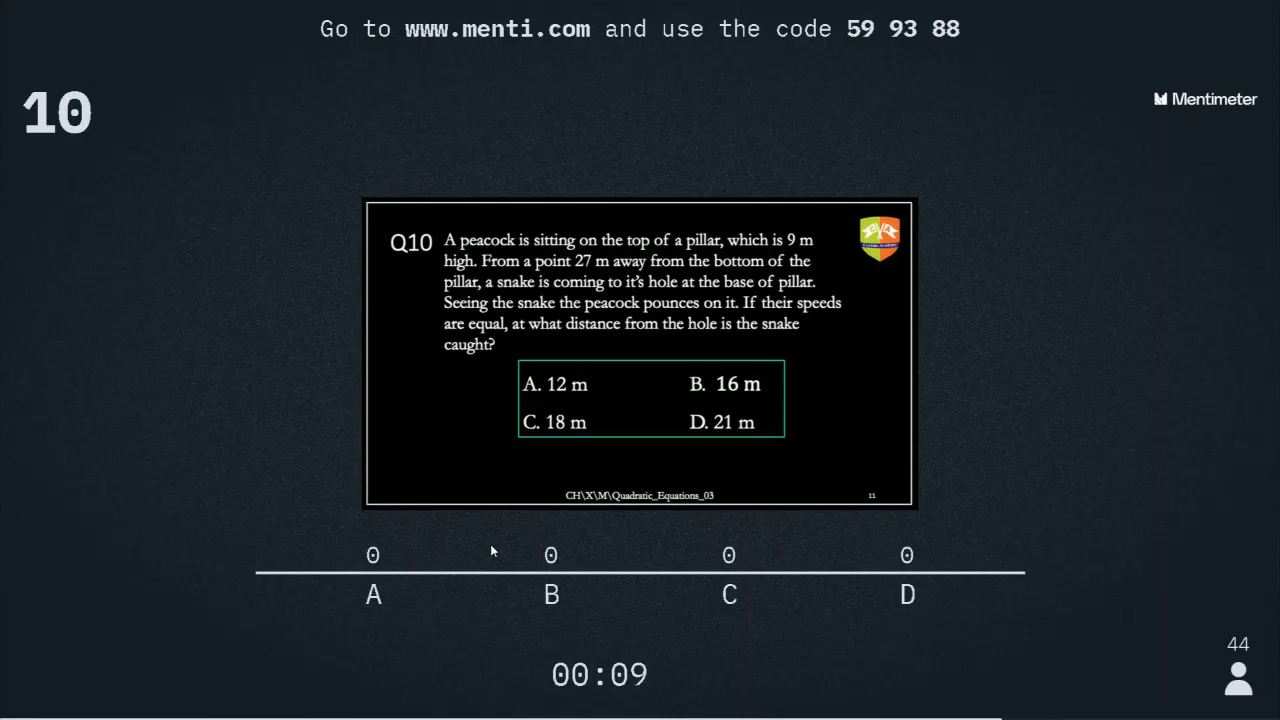 Go to www.menti.com and use the code 59 93 88
10
Mentimeter
Q10 A peacock is sitting on the top of a pillar, which is 9 m
high. From a point 27 m away from the bottom of the
pillar, a snake is coming to it's hole at the base of pillar.
Seeing the snake the peacock pounces on it. If their speeds
are equal, at what distance from the hole is the snake
caught?
A. 12 m B. 16 m
C. 18 m D. 21 m
CH\X\M\Quadratic_Equations_03 11
0 0 0 0
A B C D
44
00:09